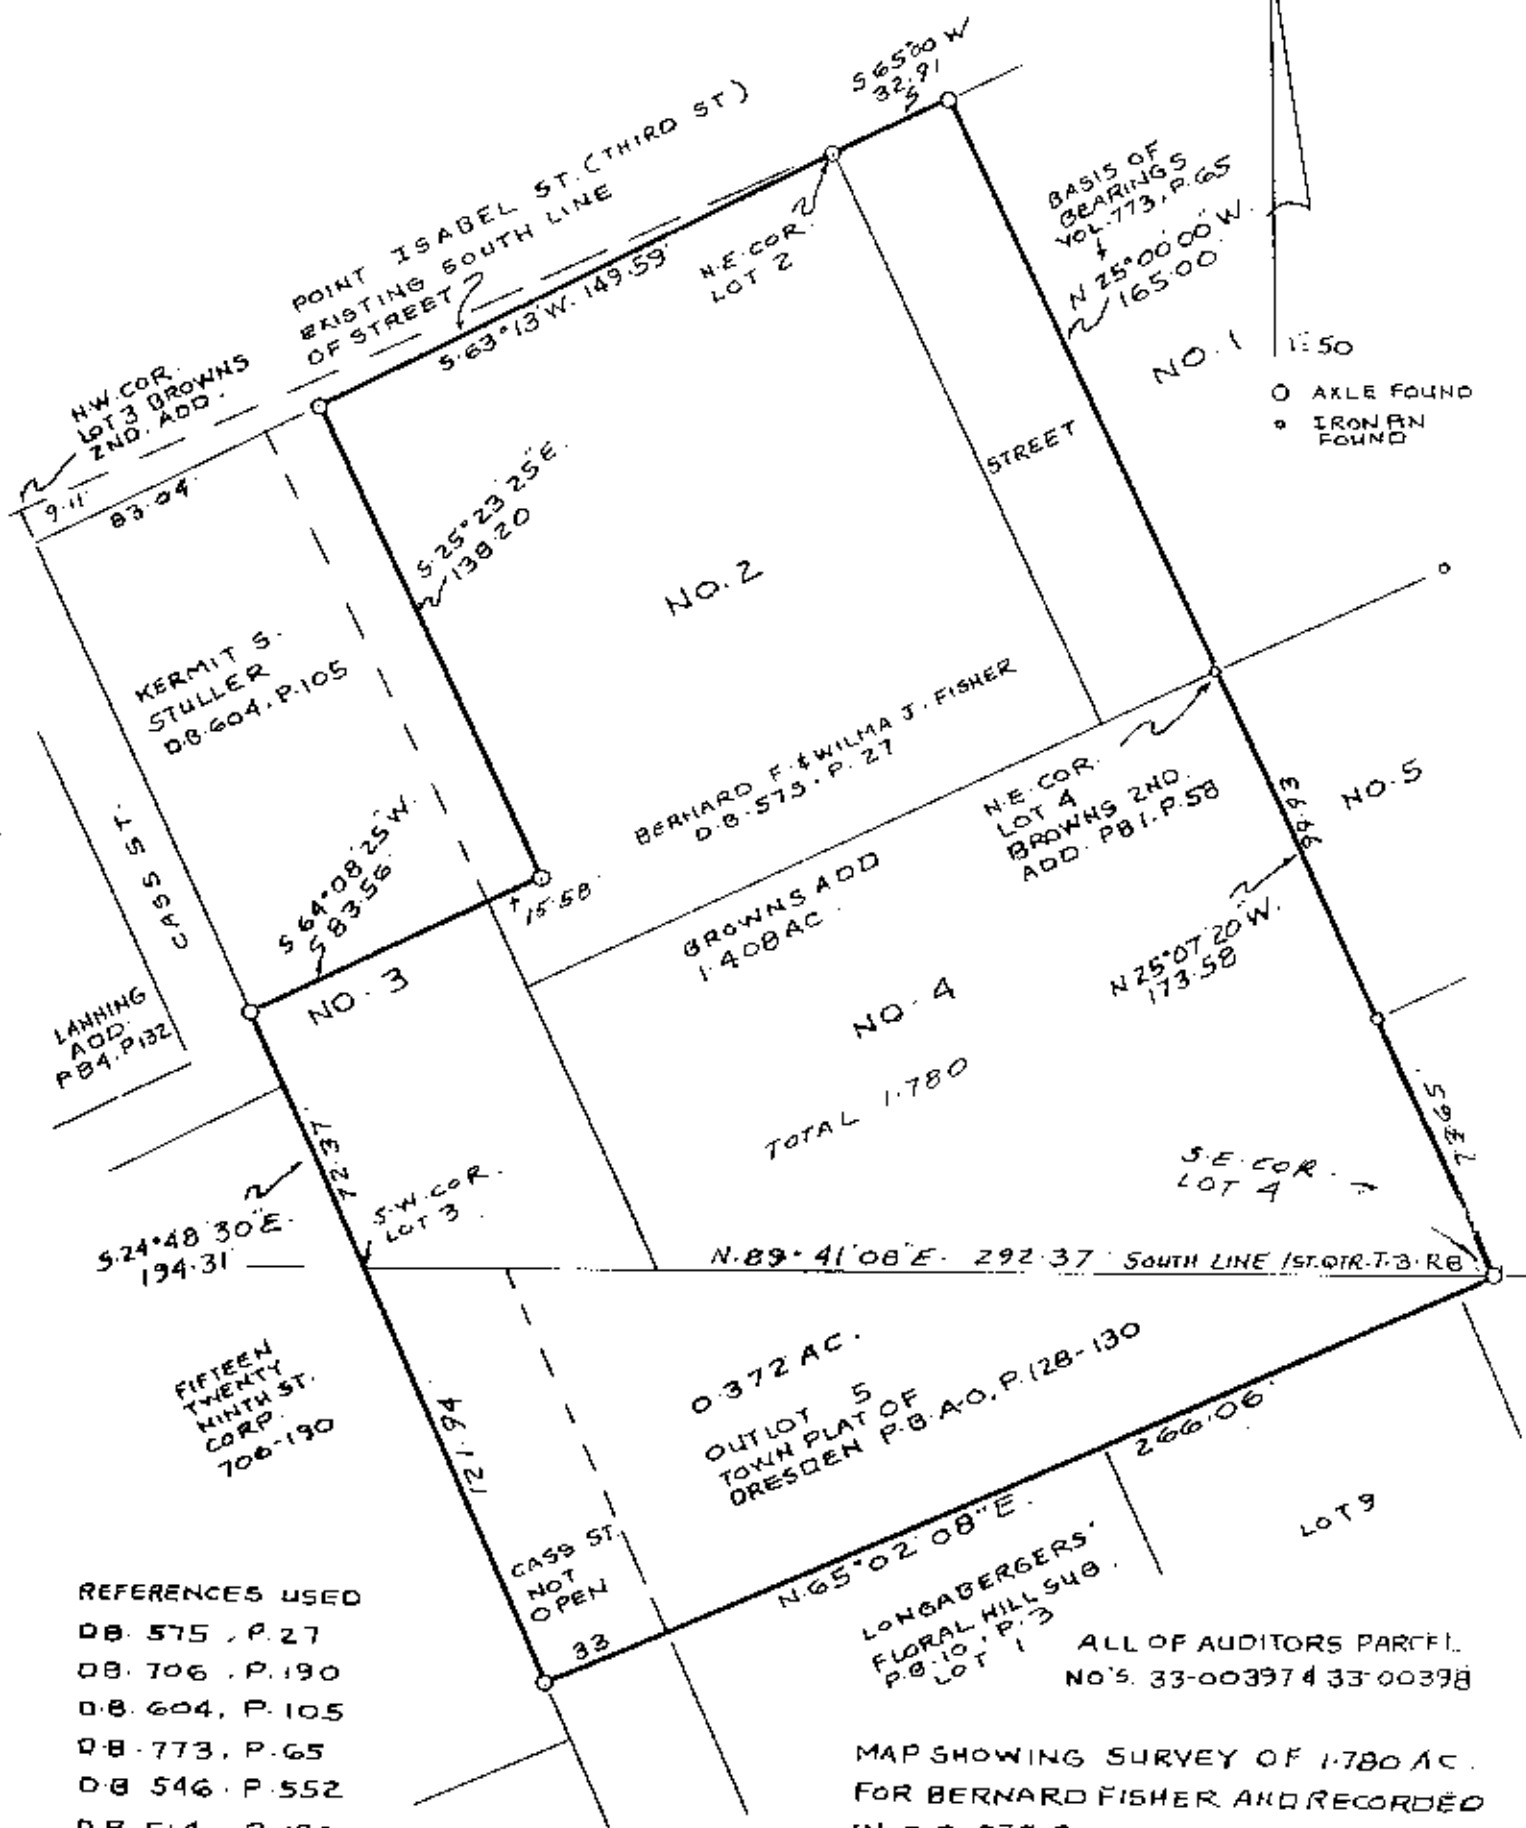 S 65°00 W
32.91
POINT ISABEL ST. (THIRD ST)
EXISTING SOUTH LINE
OF STREET
S.63°13'W. 149.59'
N.E. COR.
LOT 2
BASIS OF
BEARINGS
VOL.773, P.65
N 25°00'00"W.
165.00
NO. 1
1=50
AXLE FOUND
IRON PIN
FOUND
N.W. COR.
LOT 3 BROWNS
2ND. ADD.
9.11'
83.04'
S.25°23'25"E.
138.20
STREET
NO. 2
KERMIT S.
STULLER
D.B. 604, P.105
BERNARD F. & WILMA J. FISHER
D.B. 575, P. 27
N.E. COR.
LOT 4
BROWNS 2ND.
ADD. PB1, P.58
99.93
NO. 5
CASS ST.
S 64°08'25"W.
83.56'
15.58'
BROWNS ADD
1.408 AC.
N 25°07'20"W.
173.58
NO. 3
NO. 4
LANNING
ADD.
PB4, P.132
TOTAL 1.780
72.37'
S.W. COR.
LOT 3
S.E. COR.
LOT 4
S.24°48'30"E.
194.31'
N.89°41'08"E. 292.37' SOUTH LINE 1ST. QTR. T.3. R8
FIFTEEN
TWENTY
NINTH ST.
CORP.
706-190
121.94
0.372 AC.
OUTLOT 5
TOWN PLAT OF
DRESDEN P.B. A-O, P.128-130
266.06'
CASS ST.
NOT
OPEN
33
N.65°02'08"E.
LONGABERGERS'
FLORAL HILL SUB.
P.B. 10, P. 3
LOT 1
LOT 9
REFERENCES USED
DB. 575, P. 27
DB. 706, P. 190
D.B. 604, P. 105
D.B. 773, P. 65
D.B 546, P. 552
ALL OF AUDITORS PARCEL
NO'S. 33-00397 & 33-00398
MAP SHOWING SURVEY OF 1.780 AC.
FOR BERNARD FISHER AND RECORDED